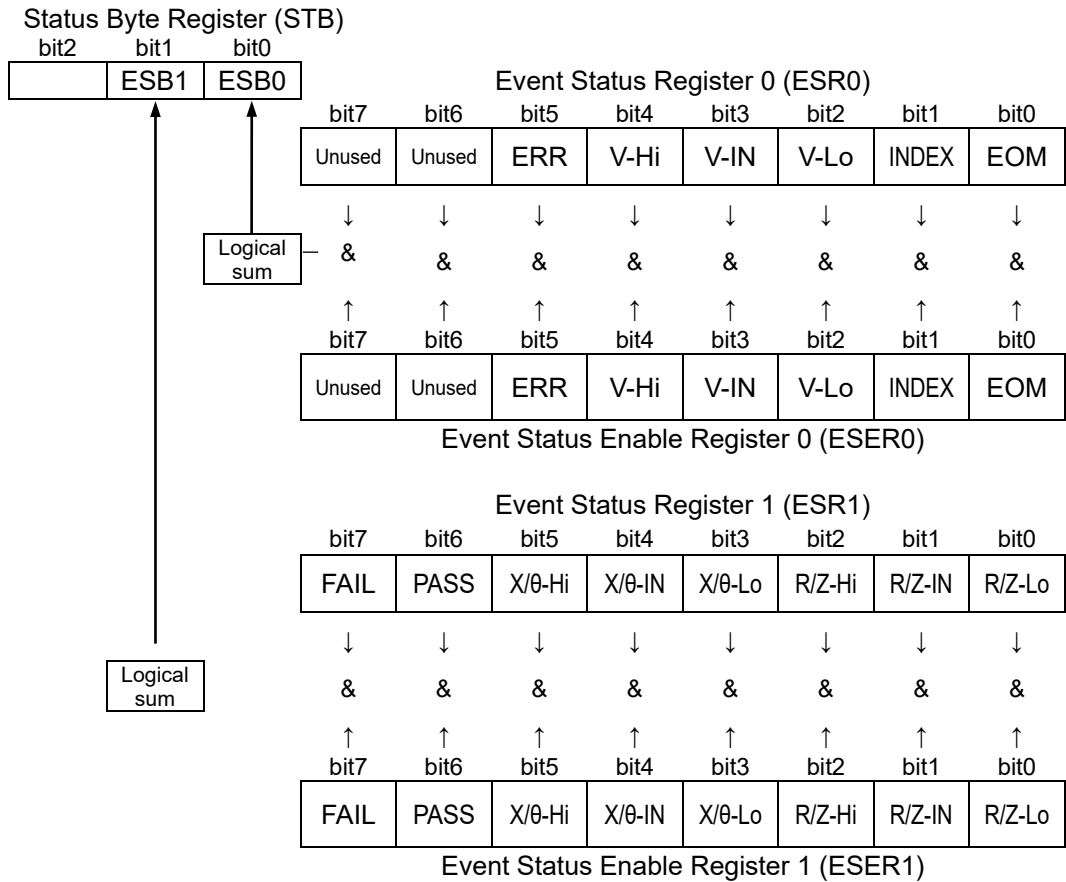 Status Byte Register (STB)
bit2 bit1 bit0
ESB1 ESB0
Event Status Register 0 (ESR0)
bit7 bit6 bit5 bit4 bit3 bit2 bit1 bit0
Unused Unused ERR V-Hi V-IN V-Lo INDEX EOM
↓ ↓ ↓ ↓ ↓ ↓ ↓ ↓
Logical
sum
& & & & & & & &
↑ ↑ ↑ ↑ ↑ ↑ ↑ ↑
bit7 bit6 bit5 bit4 bit3 bit2 bit1 bit0
Unused Unused ERR V-Hi V-IN V-Lo INDEX EOM
Event Status Enable Register 0 (ESER0)
Event Status Register 1 (ESR1)
bit7 bit6 bit5 bit4 bit3 bit2 bit1 bit0
FAIL PASS X/θ-Hi X/θ-IN X/θ-Lo R/Z-Hi R/Z-IN R/Z-Lo
↓ ↓ ↓ ↓ ↓ ↓ ↓ ↓
Logical
sum
& & & & & & & &
↑ ↑ ↑ ↑ ↑ ↑ ↑ ↑
bit7 bit6 bit5 bit4 bit3 bit2 bit1 bit0
FAIL PASS X/θ-Hi X/θ-IN X/θ-Lo R/Z-Hi R/Z-IN R/Z-Lo
Event Status Enable Register 1 (ESER1)